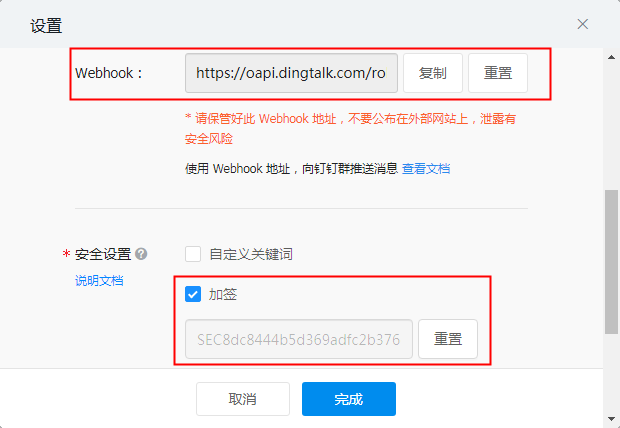 设置
Webhook： https://oapi.dingtalk.com/ro 复制 重置
* 请保管好此 Webhook 地址，不要公布在外部网站上，泄露有
安全风险
使用 Webhook 地址，向钉钉群推送消息 查看文档
* 安全设置 ? 自定义关键词
说明文档
加签
SEC8dc8444b5d369adfc2b376 重置
取消 完成